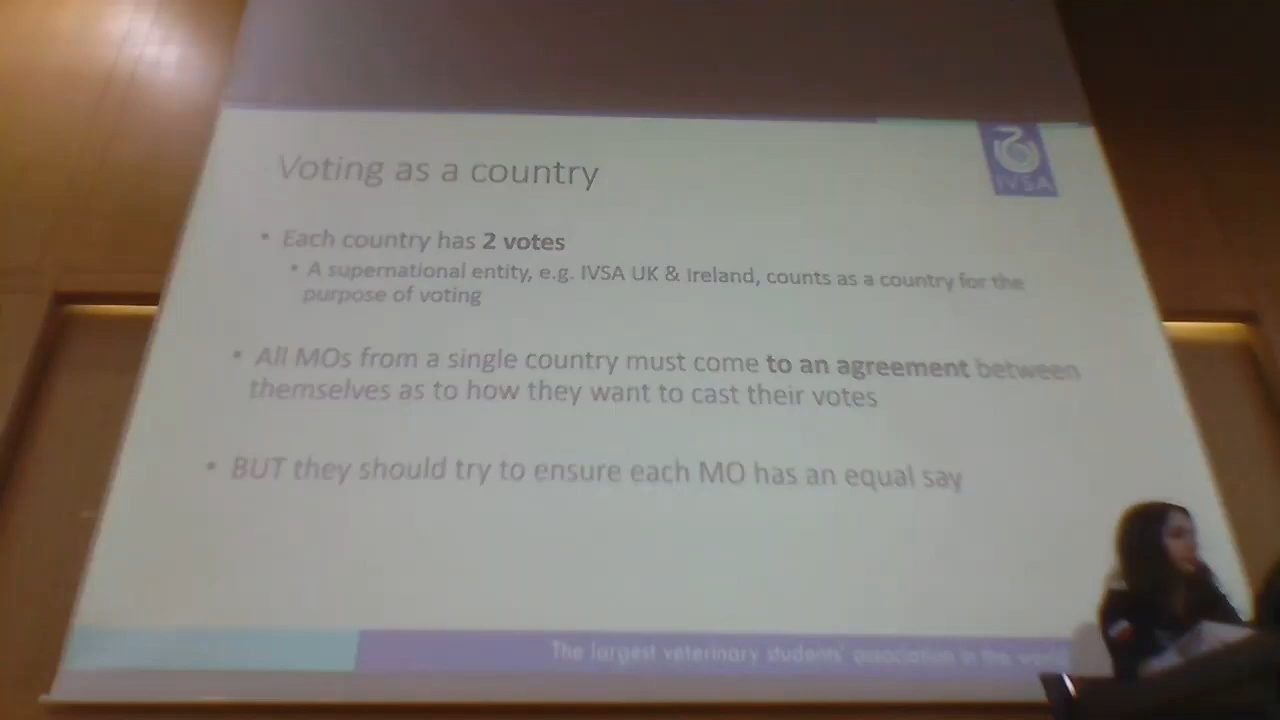 Voting as a country
IVSA
• Each country has 2 votes
• A supernational entity, e.g. IVSA UK & Ireland, counts as a country for the
purpose of voting
• All MOs from a single country must come to an agreement between
themselves as to how they want to cast their votes
• BUT they should try to ensure each MO has an equal say
The largest veterinary students' association in the world